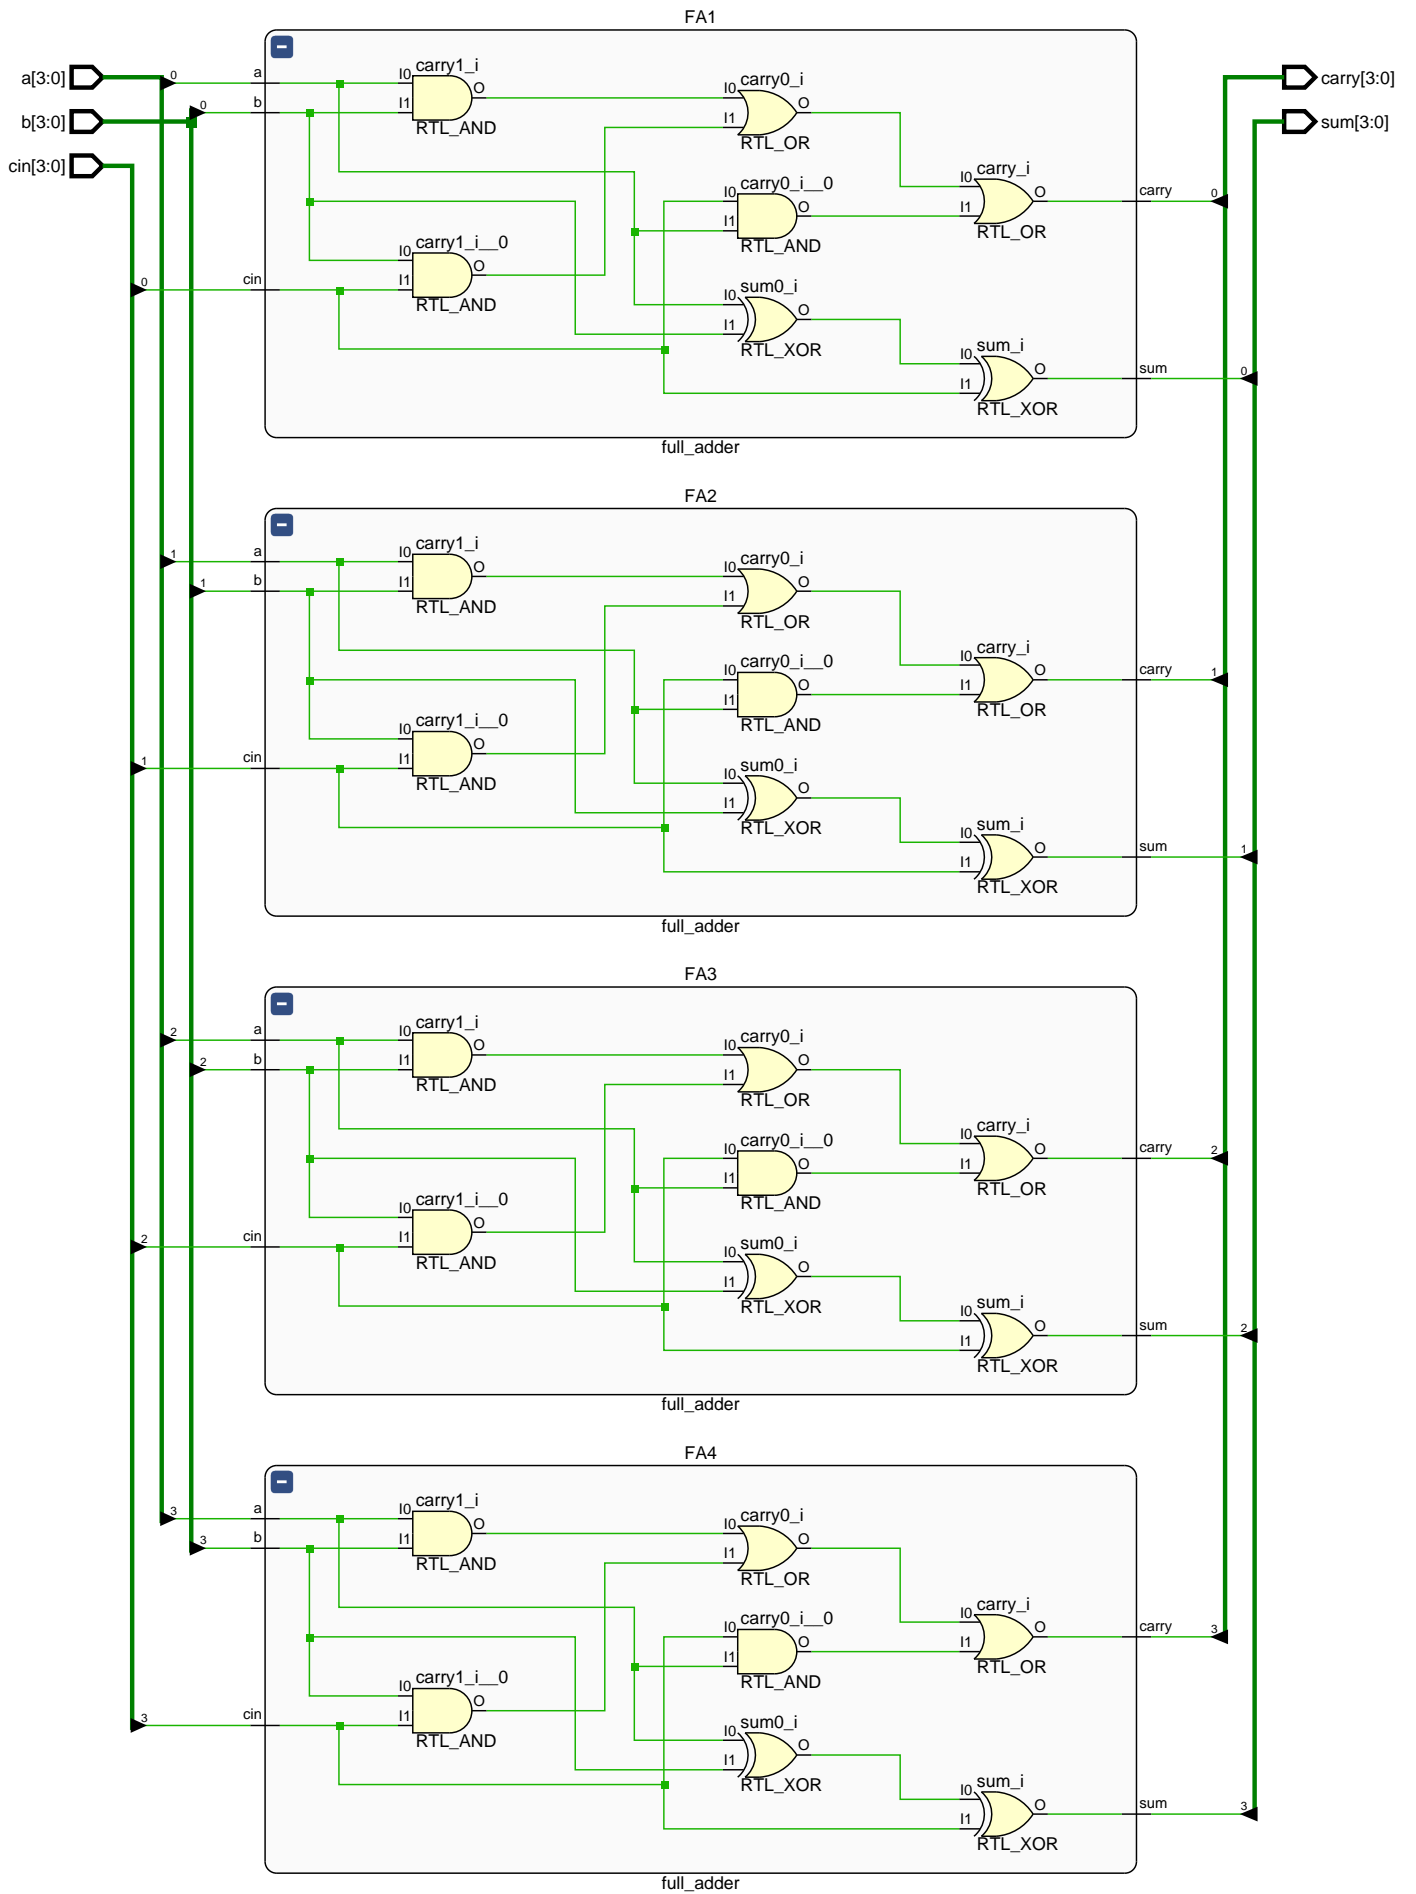 FA1
a[3:0]
b[3:0]
cin[3:0]
carry[3:0]
sum[3:0]
0 a
0 b
0 cin
carry1_i
I0
I1
O
RTL_AND
carry1_i__0
I0
I1
O
RTL_AND
carry0_i
I0
I1
O
RTL_OR
carry0_i__0
I0
I1
O
RTL_AND
sum0_i
I0
I1
O
RTL_XOR
carry_i
I0
I1
O
RTL_OR
sum_i
I0
I1
O
RTL_XOR
carry 0
sum 0
full_adder
FA2
1 a
1 b
1 cin
carry1_i
I0
I1
O
RTL_AND
carry1_i__0
I0
I1
O
RTL_AND
carry0_i
I0
I1
O
RTL_OR
carry0_i__0
I0
I1
O
RTL_AND
sum0_i
I0
I1
O
RTL_XOR
carry_i
I0
I1
O
RTL_OR
sum_i
I0
I1
O
RTL_XOR
carry 1
sum 1
full_adder
FA3
2 a
2 b
2 cin
carry1_i
I0
I1
O
RTL_AND
carry1_i__0
I0
I1
O
RTL_AND
carry0_i
I0
I1
O
RTL_OR
carry0_i__0
I0
I1
O
RTL_AND
sum0_i
I0
I1
O
RTL_XOR
carry_i
I0
I1
O
RTL_OR
sum_i
I0
I1
O
RTL_XOR
carry 2
sum 2
full_adder
FA4
3 a
3 b
3 cin
carry1_i
I0
I1
O
RTL_AND
carry1_i__0
I0
I1
O
RTL_AND
carry0_i
I0
I1
O
RTL_OR
carry0_i__0
I0
I1
O
RTL_AND
sum0_i
I0
I1
O
RTL_XOR
carry_i
I0
I1
O
RTL_OR
sum_i
I0
I1
O
RTL_XOR
carry 3
sum 3
full_adder